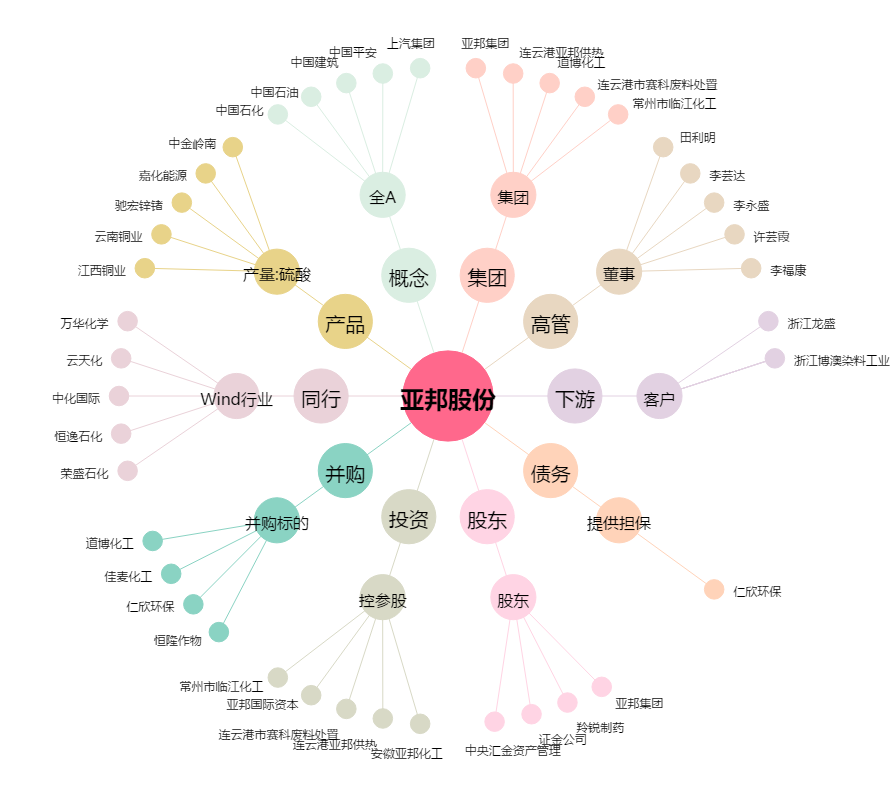 上汽集团
中国平安
中国建筑
中国石油
中国石化
全A
概念
亚邦集团
连云港亚邦供热
道博化工
连云港市赛科废料处置
常州市临江化工
集团
集团
田利明
李芸达
李永盛
许芸霞
李福康
董事
高管
中金岭南
嘉化能源
驰宏锌锗
云南铜业
江西铜业
产量:硫酸
产品
万华化学
云天化
中化国际
恒逸石化
荣盛石化
Wind行业
同行
亚邦股份
下游
客户
浙江龙盛
浙江博澳染料工业
并购
并购标的
道博化工
佳麦化工
仁欣环保
恒隆作物
投资
控参股
常州市临江化工
亚邦国际资本
连云港市赛科废料处置
连云港亚邦供热
安徽亚邦化工
股东
股东
亚邦集团
羚锐制药
证金公司
中央汇金资产管理
债务
提供担保
仁欣环保